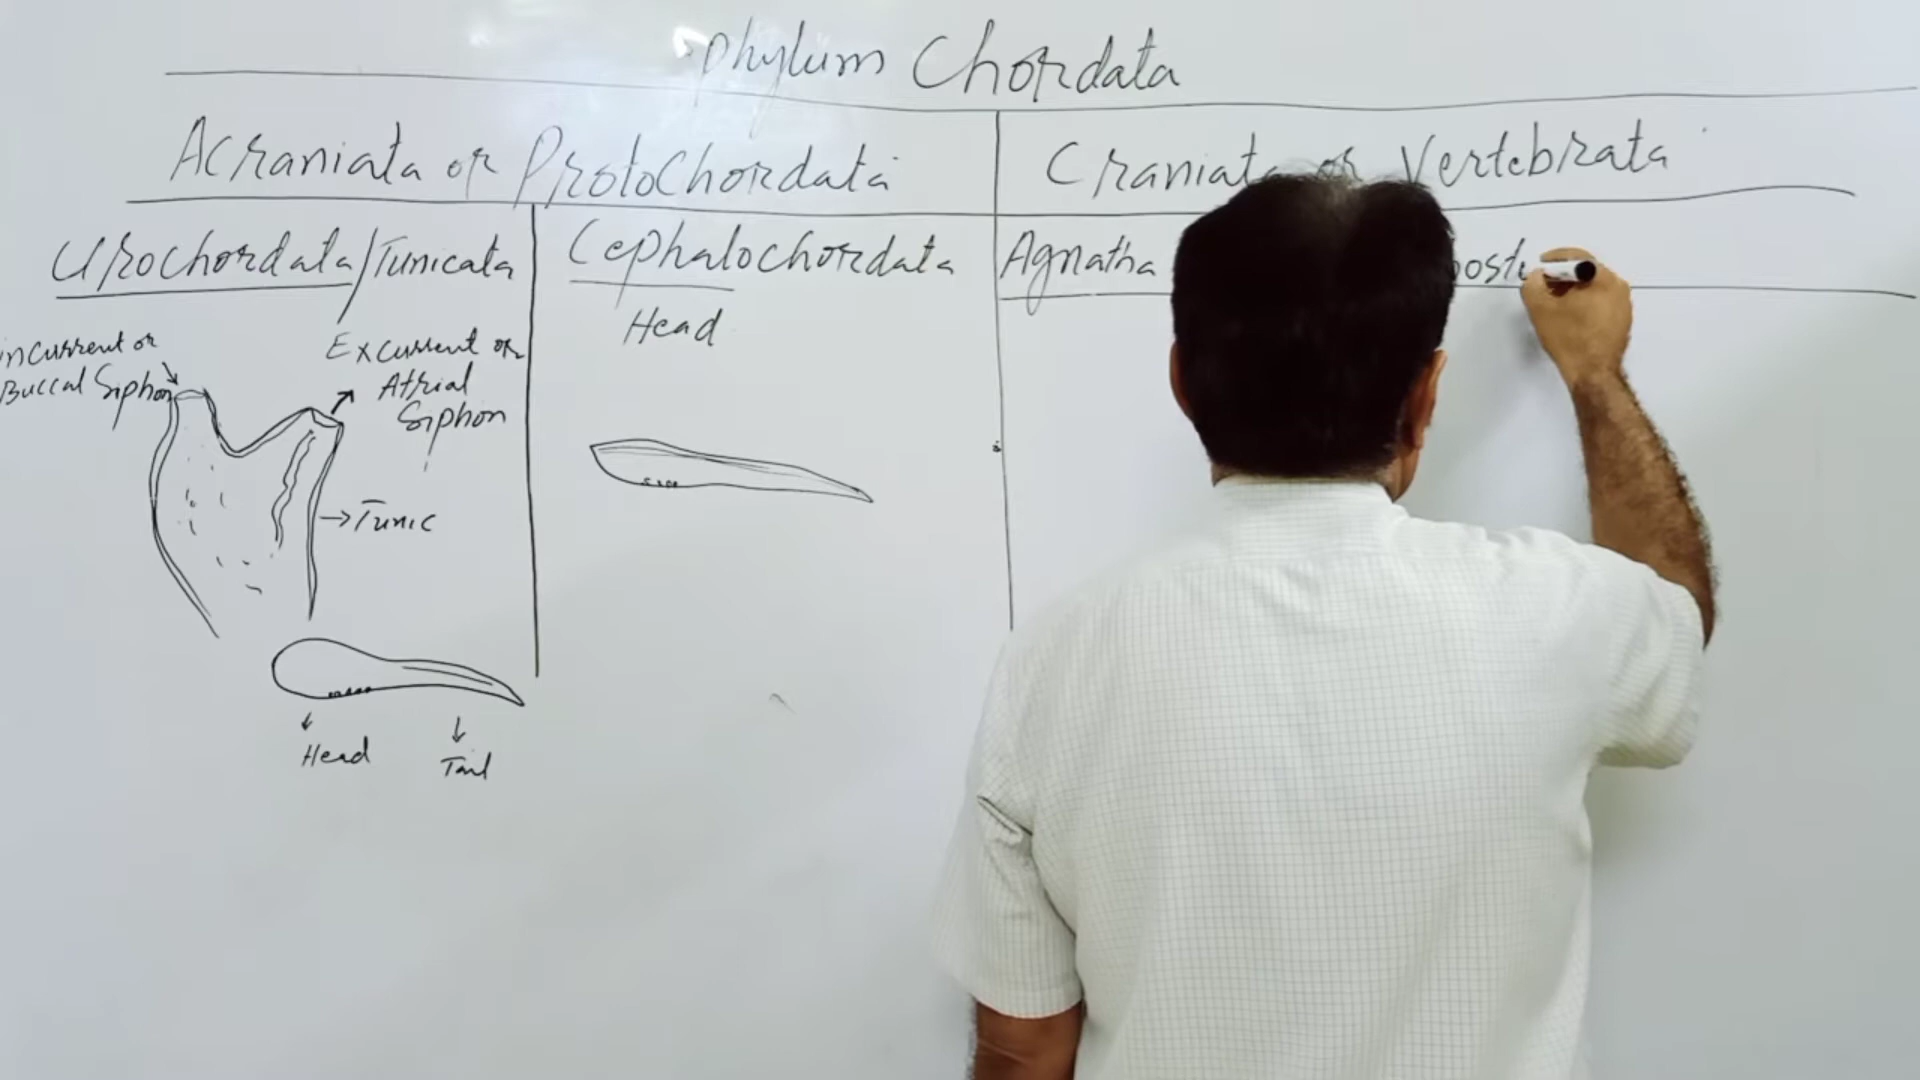 Phylum Chordata
Acraniata or ProtoChordata
Craniata or Vertebrata
Urochordata/Tunicata
Cephalochordata
Agnatha
Head
incurrent or
Buccal Siphon
Excurrent or
Atrial
Siphon
Tunic
Head
Tail